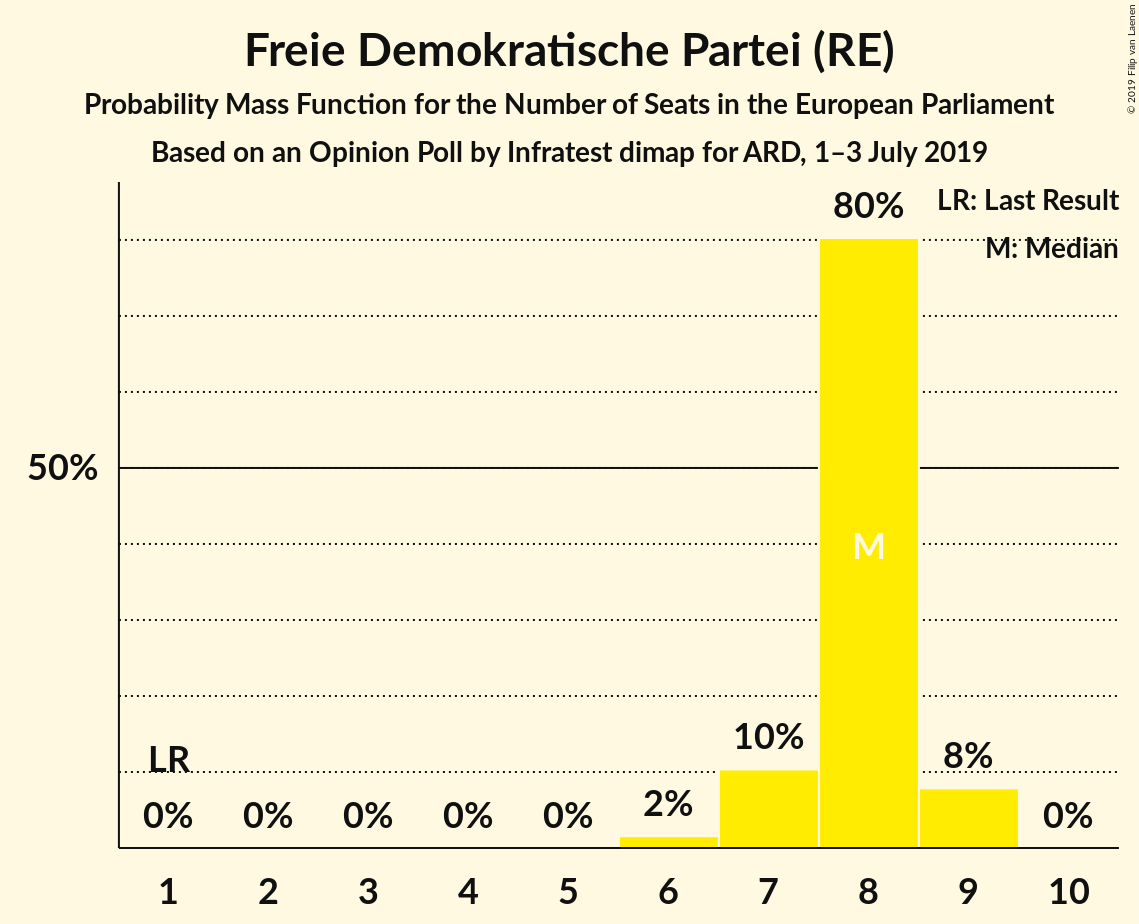 Freie Demokratische Partei (RE)
Probability Mass Function for the Number of Seats in the European Parliament
Based on an Opinion Poll by Infratest dimap for ARD, 1–3 July 2019
© 2019 Filip van Laenen
LR: Last Result
M: Median
80%
50%
M
10%
8%
LR
2%
0% 0% 0% 0% 0% 0%
1 2 3 4 5 6 7 8 9 10